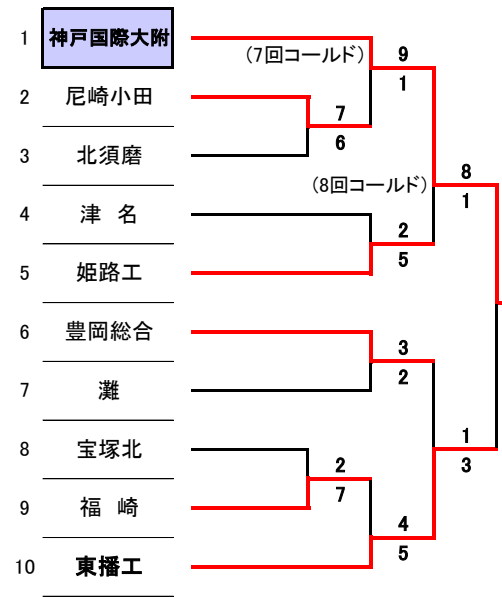 1 神戸国際大附
(7回コールド)
9
1
2 尼崎小田
7
6
3 北須磨
(8回コールド)
8
1
4 津 名
2
5
5 姫路工
6 豊岡総合
3
2
7 灘
1
3
8 宝塚北
2
7
9 福 崎
4
5
10 東播工